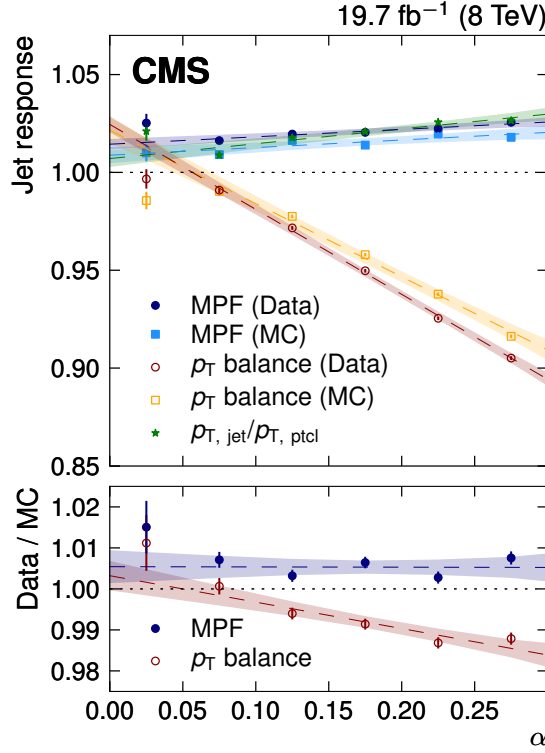 19.7 fb⁻¹ (8 TeV)
CMS
Jet response
1.05
1.00
0.95
0.90
0.85
MPF (Data)
MPF (MC)
pT balance (Data)
pT balance (MC)
pT, jet/pT, ptcl
Data / MC
1.02
1.01
1.00
0.99
0.98
MPF
pT balance
0.00 0.05 0.10 0.15 0.20 0.25
α